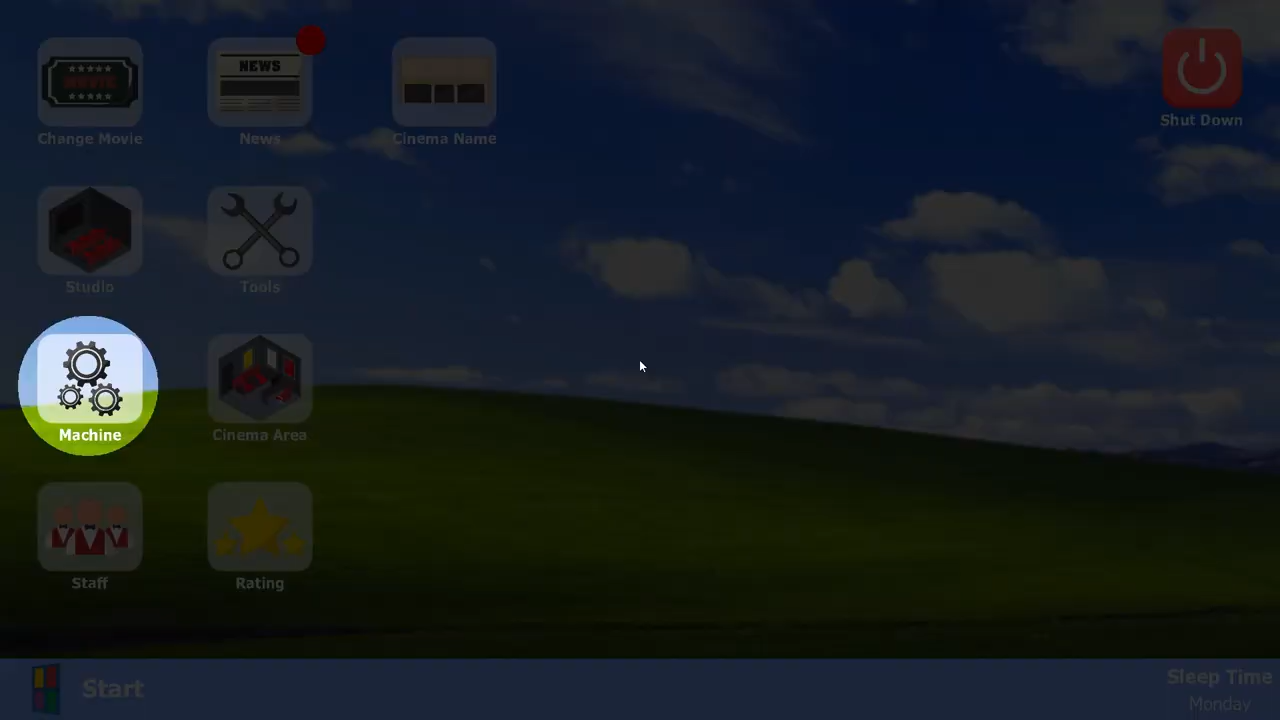 MOVIE
Change Movie
NEWS
News
Cinema Name
Shut Down
Studio
Tools
Machine
Cinema Area
Staff
Rating
Start
Sleep Time
Monday